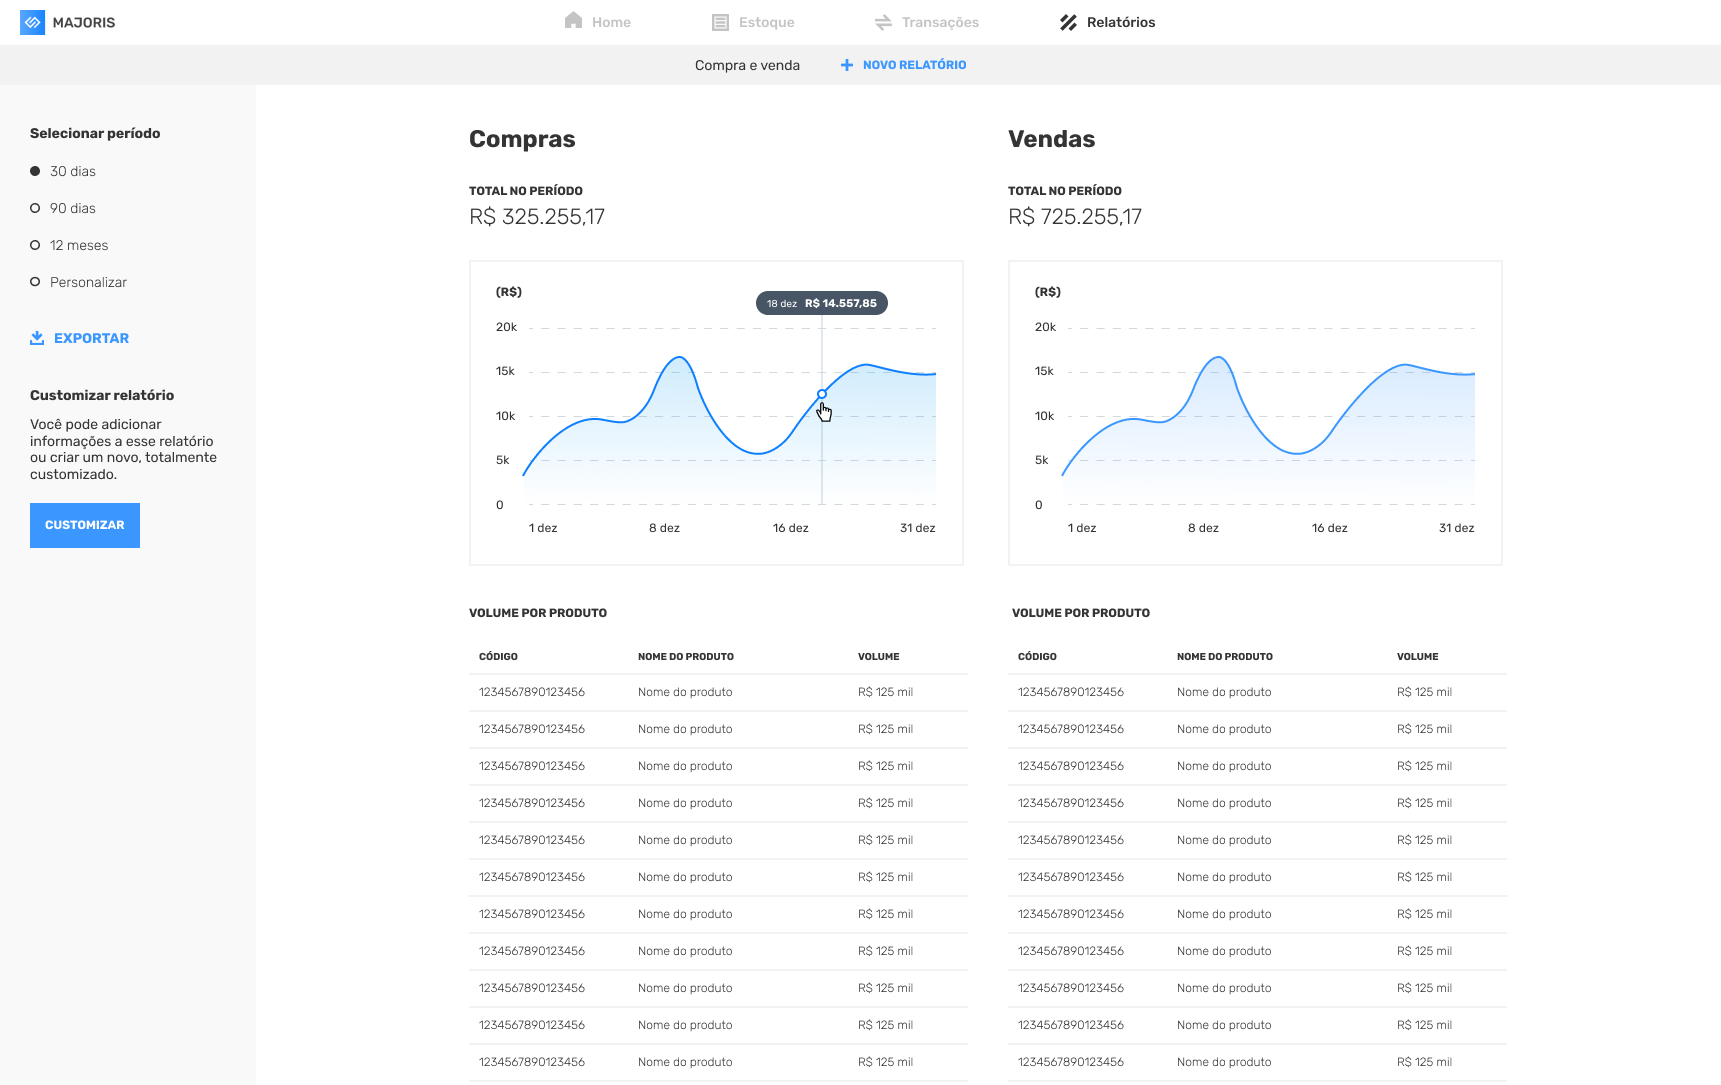 MAJORIS
Home
Estoque
Transações
Relatórios
Compra e venda
NOVO RELATÓRIO
Selecionar período
30 dias
90 dias
12 meses
Personalizar
EXPORTAR
Customizar relatório
Você pode adicionar
informações a esse relatório
ou criar um novo, totalmente
customizado.
CUSTOMIZAR
Compras
TOTAL NO PERÍODO
R$ 325.255,17
(R$)
18 dez R$ 14.557,85
20k
15k
10k
5k
0
1 dez 8 dez 16 dez 31 dez
VOLUME POR PRODUTO
CÓDIGO NOME DO PRODUTO VOLUME
1234567890123456 Nome do produto R$ 125 mil
1234567890123456 Nome do produto R$ 125 mil
1234567890123456 Nome do produto R$ 125 mil
1234567890123456 Nome do produto R$ 125 mil
1234567890123456 Nome do produto R$ 125 mil
1234567890123456 Nome do produto R$ 125 mil
1234567890123456 Nome do produto R$ 125 mil
1234567890123456 Nome do produto R$ 125 mil
1234567890123456 Nome do produto R$ 125 mil
1234567890123456 Nome do produto R$ 125 mil
1234567890123456 Nome do produto R$ 125 mil
Vendas
TOTAL NO PERÍODO
R$ 725.255,17
(R$)
20k
15k
10k
5k
0
1 dez 8 dez 16 dez 31 dez
VOLUME POR PRODUTO
CÓDIGO NOME DO PRODUTO VOLUME
1234567890123456 Nome do produto R$ 125 mil
1234567890123456 Nome do produto R$ 125 mil
1234567890123456 Nome do produto R$ 125 mil
1234567890123456 Nome do produto R$ 125 mil
1234567890123456 Nome do produto R$ 125 mil
1234567890123456 Nome do produto R$ 125 mil
1234567890123456 Nome do produto R$ 125 mil
1234567890123456 Nome do produto R$ 125 mil
1234567890123456 Nome do produto R$ 125 mil
1234567890123456 Nome do produto R$ 125 mil
1234567890123456 Nome do produto R$ 125 mil